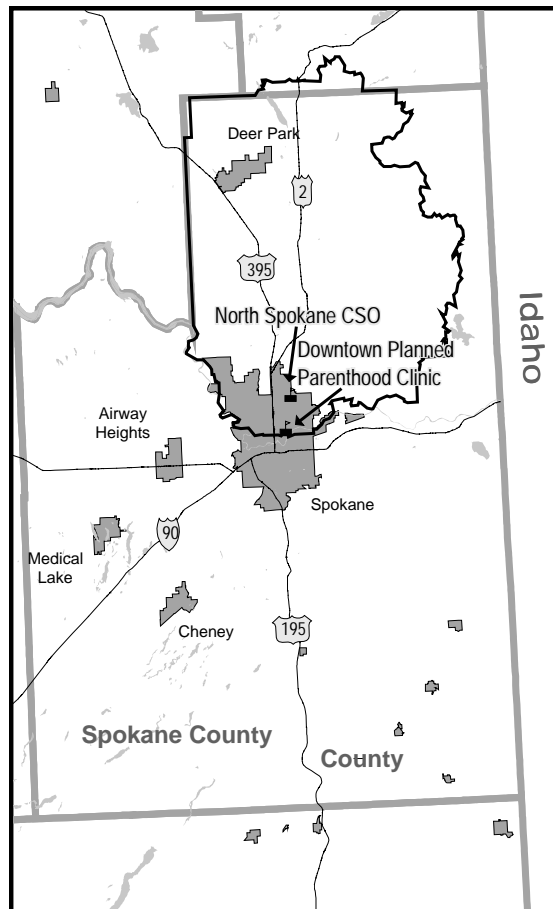 Deer Park
2
395
North Spokane CSO
Downtown Planned
Parenthood Clinic
Idaho
Airway
Heights
Spokane
90
Medical
Lake
Cheney
195
Spokane County
County